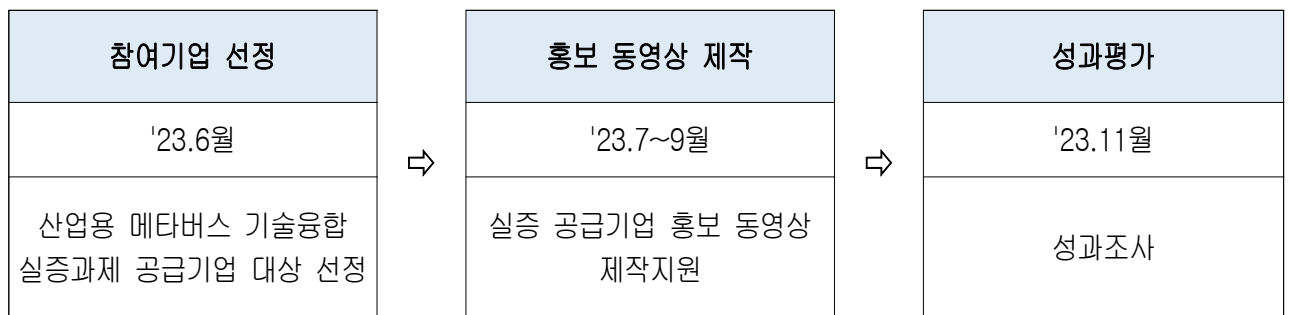 참여기업 선정
'23.6월
산업용 메타버스 기술융합
실증과제 공급기업 대상 선정
⇨
홍보 동영상 제작
'23.7~9월
실증 공급기업 홍보 동영상
제작지원
⇨
성과평가
'23.11월
성과조사